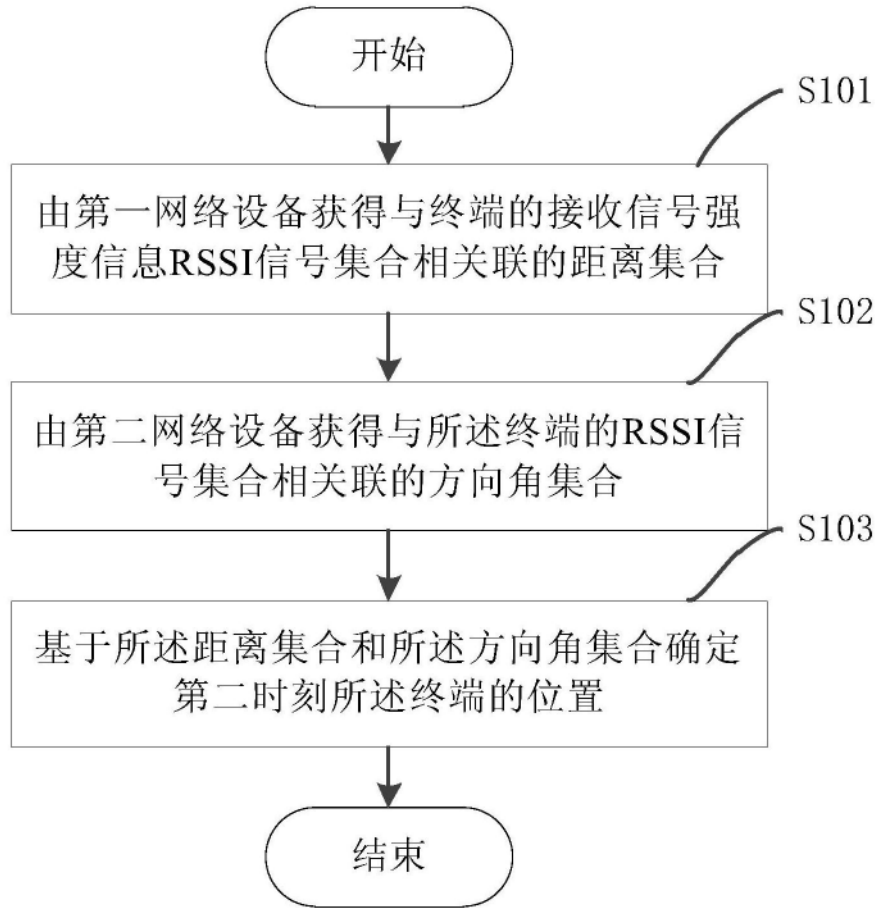 开始
S101
由第一网络设备获得与终端的接收信号强
度信息RSSI信号集合相关联的距离集合
S102
由第二网络设备获得与所述终端的RSSI信
号集合相关联的方向角集合
S103
基于所述距离集合和所述方向角集合确定
第二时刻所述终端的位置
结束